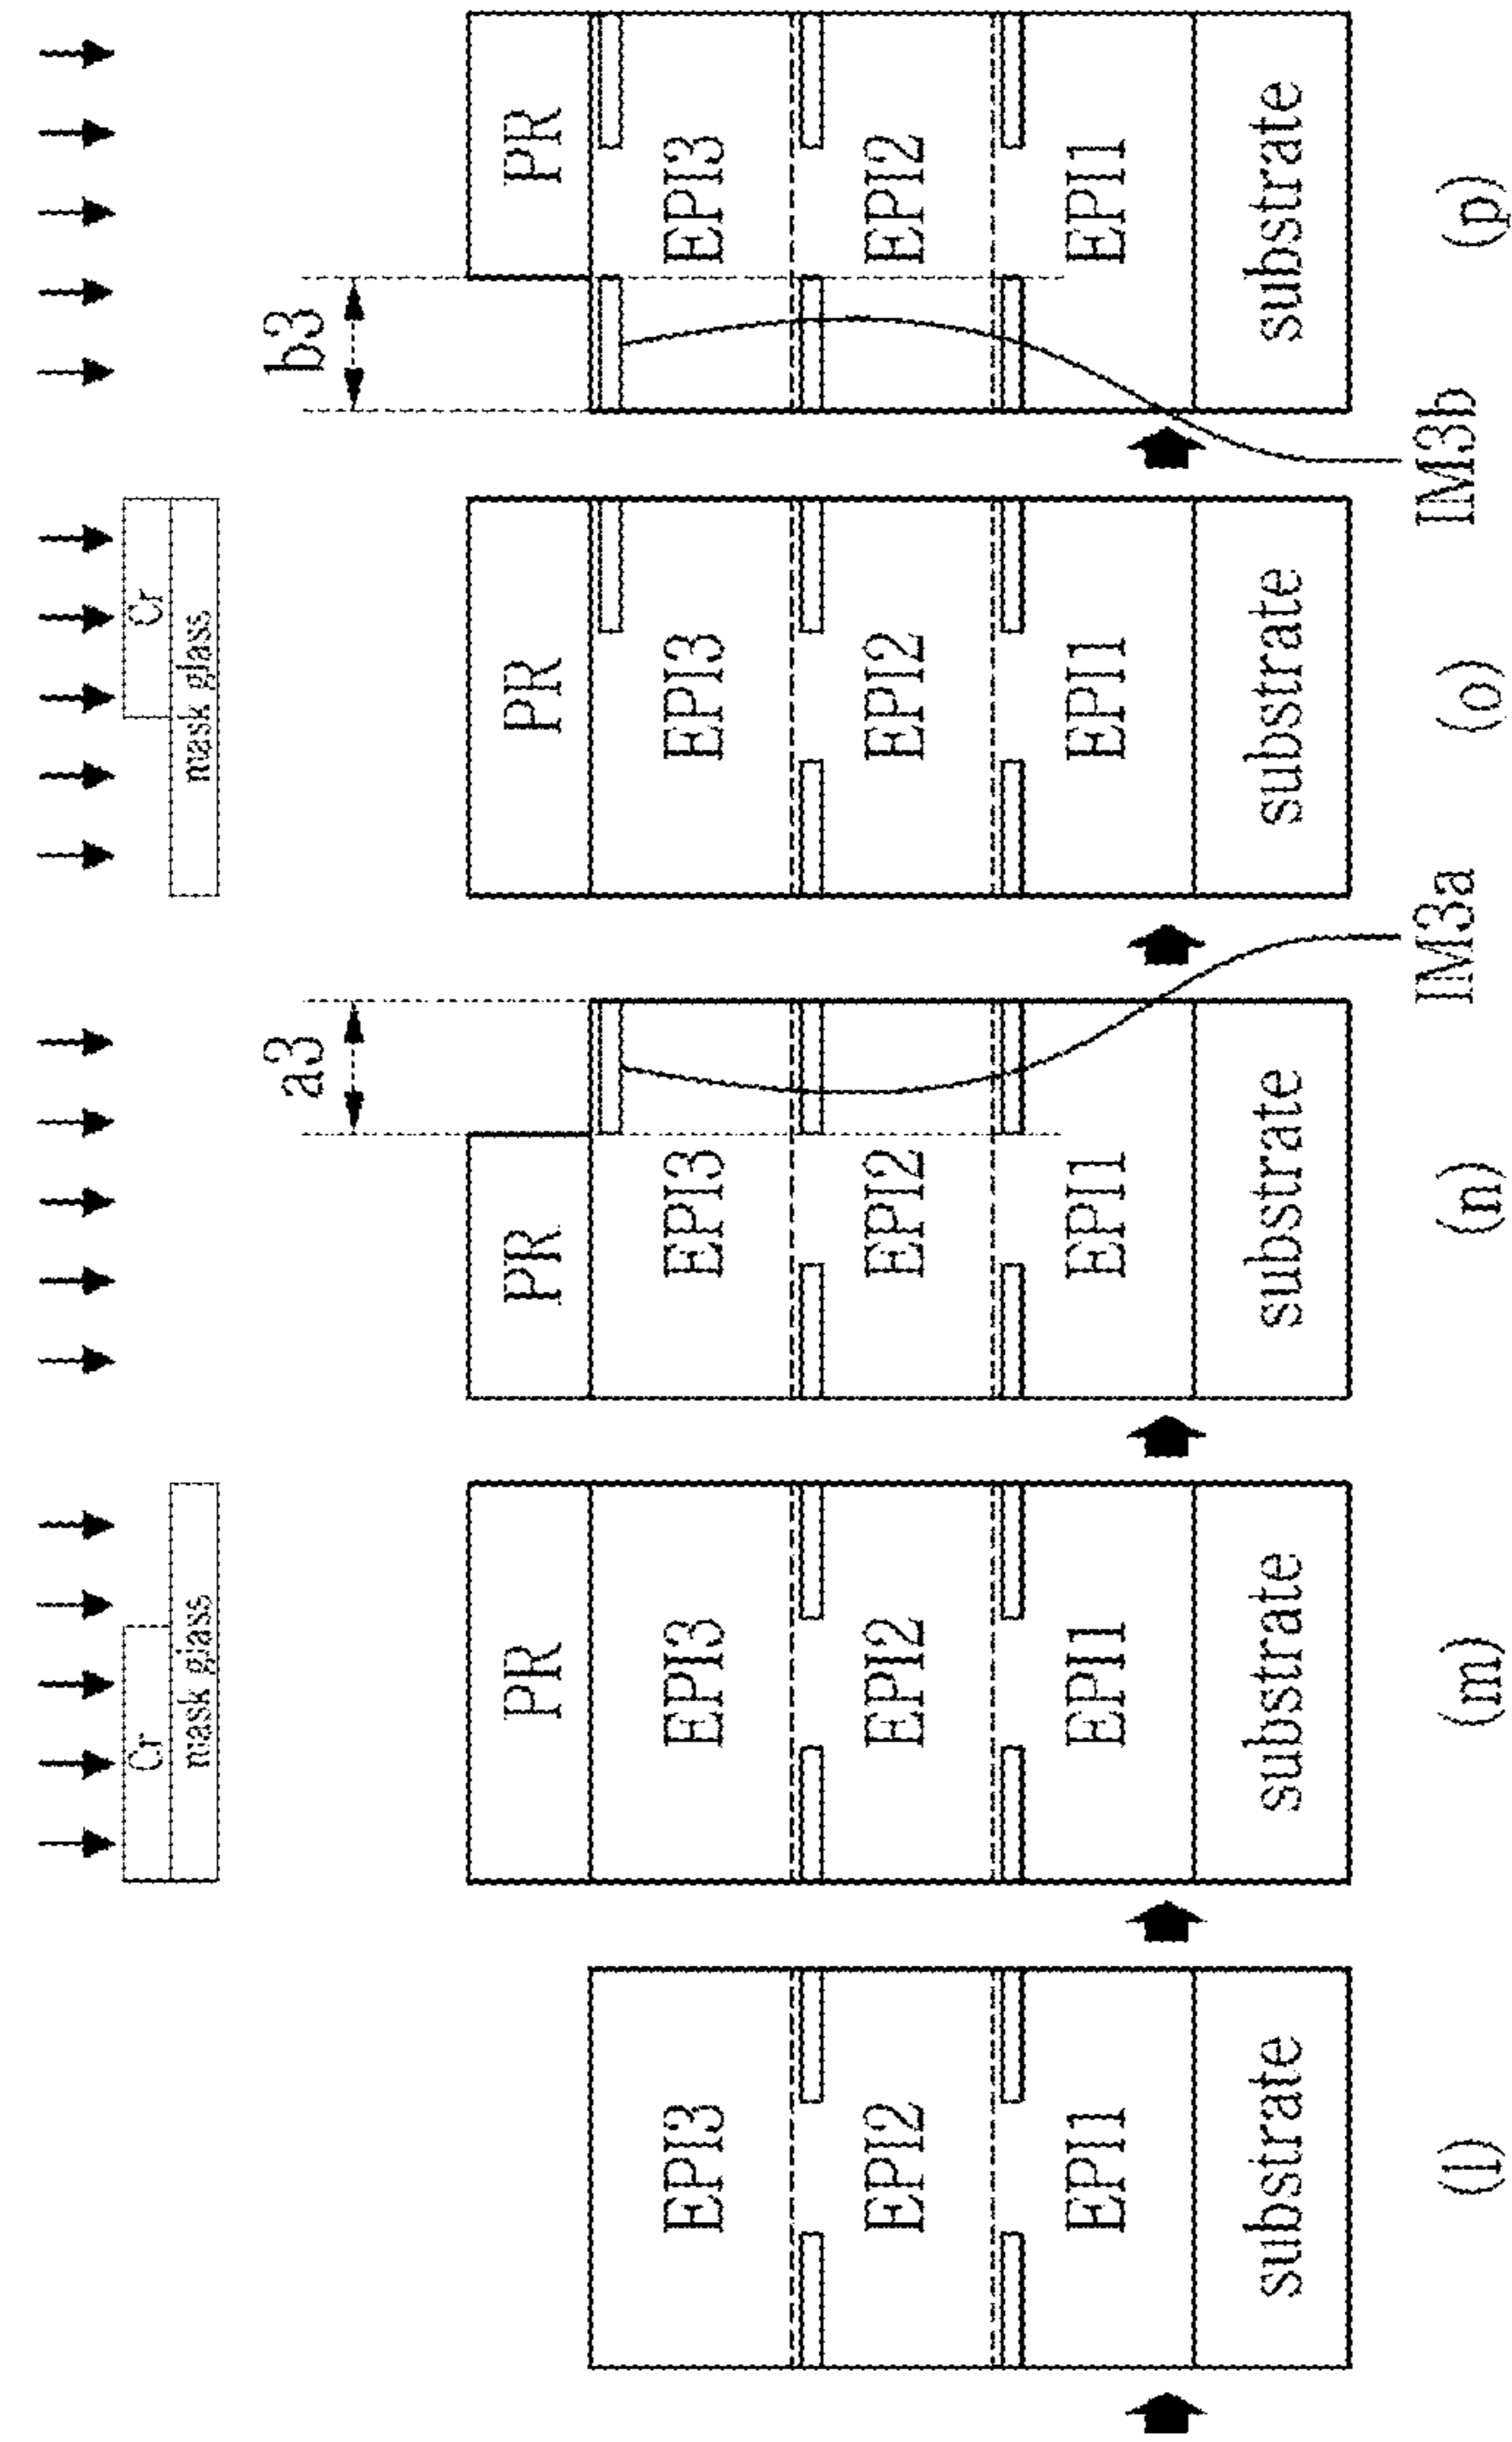 EPI3
EPI2
EPI1
substrate
(l)
Cr
mask glass
PR
EPI3
EPI2
EPI1
substrate
(m)
a3
PR
EPI3
EPI2
EPI1
substrate
IM3a
(n)
Cr
mask glass
PR
EPI3
EPI2
EPI1
substrate
(o)
b3
PR
EPI3
EPI2
EPI1
substrate
IM3b
(p)